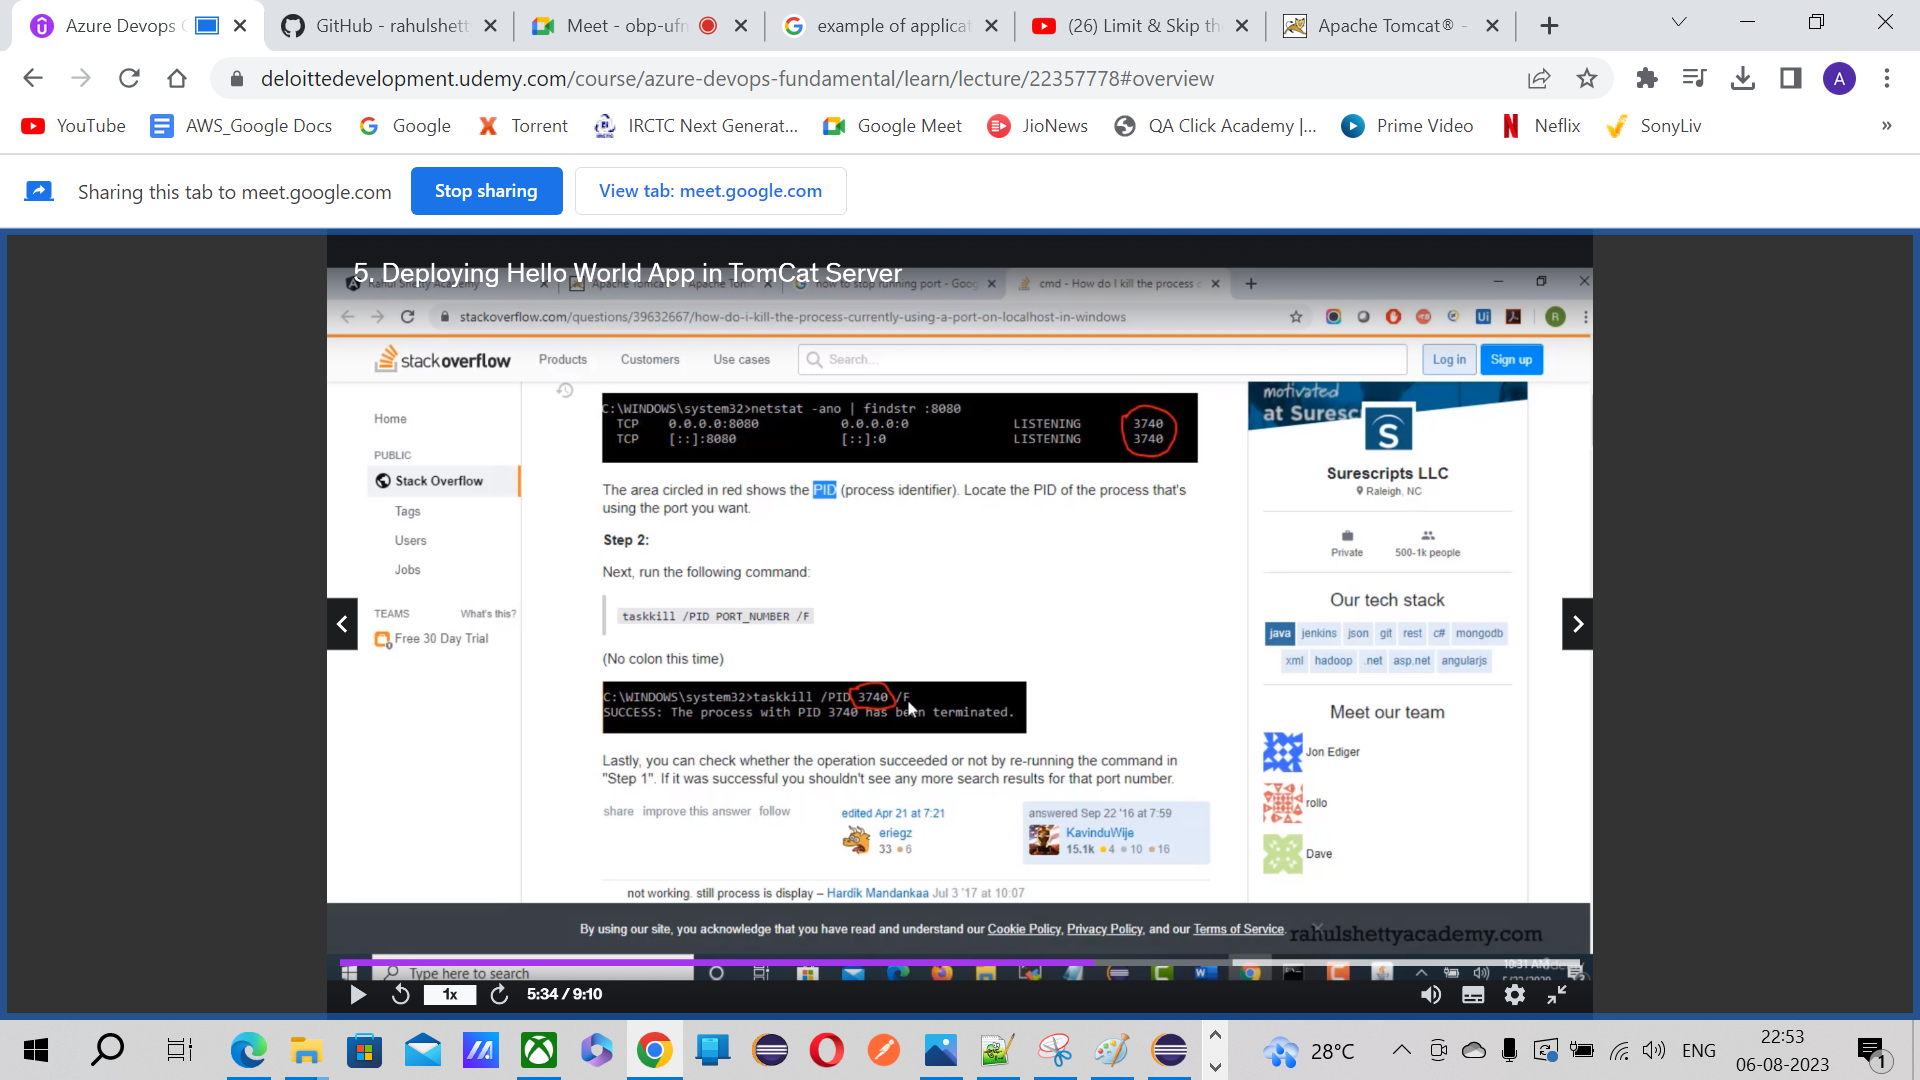 Azure Devops
GitHub - rahulshett
Meet - obp-ufn
example of applicat
(26) Limit & Skip th
Apache Tomcat® -
deloittedevelopment.udemy.com/course/azure-devops-fundamental/learn/lecture/22357778#overview
A
YouTube
AWS_Google Docs
Google
Torrent
IRCTC Next Generat...
Google Meet
JioNews
QA Click Academy |...
Prime Video
Neflix
SonyLiv
»
Sharing this tab to meet.google.com
Stop sharing
View tab: meet.google.com
5. Deploying Hello World App in TomCat Server
how to stop running port - Goog
cmd - How do I kill the process
stackoverflow.com/questions/39632667/how-do-i-kill-the-process-currently-using-a-port-on-localhost-in-windows
R
stackoverflow
Products
Customers
Use cases
Search...
Log in
Sign up
Home
PUBLIC
Stack Overflow
Tags
Users
Jobs
TEAMS
What's this?
Free 30 Day Trial
C:\WINDOWS\system32>netstat -ano | findstr :8080
TCP 0.0.0.0:8080 0.0.0.0:0 LISTENING 3740
TCP [::]:8080 [::]:0 LISTENING 3740
The area circled in red shows the PID (process identifier). Locate the PID of the process that's
using the port you want.
Step 2:
Next, run the following command:
taskkill /PID PORT_NUMBER /F
(No colon this time)
C:\WINDOWS\system32>taskkill /PID 3740 /F
SUCCESS: The process with PID 3740 has been terminated.
Lastly, you can check whether the operation succeeded or not by re-running the command in
"Step 1". If it was successful you shouldn't see any more search results for that port number.
share improve this answer follow
edited Apr 21 at 7:21
eriegz
33 ●6
answered Sep 22 '16 at 7:59
KavinduWije
15.1k ●4 ●10 ●16
not working. still process is display – Hardik Mandankaa Jul 3 '17 at 10:07
motivated
at Suresc
S
Surescripts LLC
Raleigh, NC
Private
500-1k people
Our tech stack
java jenkins json git rest c# mongodb
xml hadoop .net asp.net angularjs
Meet our team
Jon Ediger
rollo
Dave
By using our site, you acknowledge that you have read and understand our Cookie Policy, Privacy Policy, and our Terms of Service.
rahulshettyacademy.com
Type here to search
1x
5:34 / 9:10
28°C
ENG
22:53
06-08-2023
1